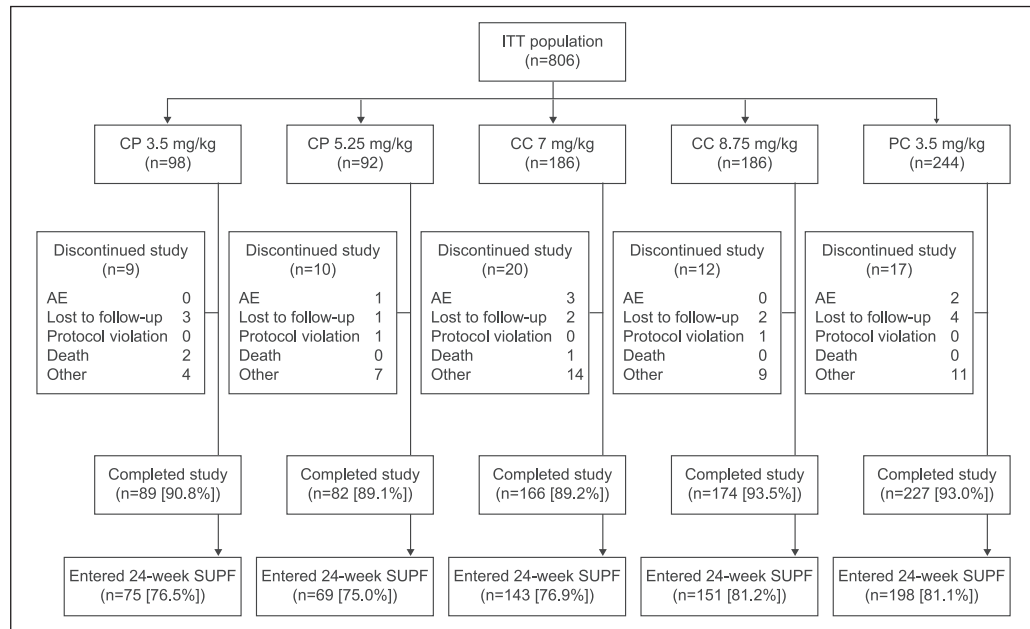 ITT population
(n=806)
CP 3.5 mg/kg
(n=98)
CP 5.25 mg/kg
(n=92)
CC 7 mg/kg
(n=186)
CC 8.75 mg/kg
(n=186)
PC 3.5 mg/kg
(n=244)
Discontinued study
(n=9)
AE 0
Lost to follow-up 3
Protocol violation 0
Death 2
Other 4
Discontinued study
(n=10)
AE 1
Lost to follow-up 1
Protocol violation 1
Death 0
Other 7
Discontinued study
(n=20)
AE 3
Lost to follow-up 2
Protocol violation 0
Death 1
Other 14
Discontinued study
(n=12)
AE 0
Lost to follow-up 2
Protocol violation 1
Death 0
Other 9
Discontinued study
(n=17)
AE 2
Lost to follow-up 4
Protocol violation 0
Death 0
Other 11
Completed study
(n=89 [90.8%])
Completed study
(n=82 [89.1%])
Completed study
(n=166 [89.2%])
Completed study
(n=174 [93.5%])
Completed study
(n=227 [93.0%])
Entered 24-week SUPF
(n=75 [76.5%])
Entered 24-week SUPF
(n=69 [75.0%])
Entered 24-week SUPF
(n=143 [76.9%])
Entered 24-week SUPF
(n=151 [81.2%])
Entered 24-week SUPF
(n=198 [81.1%])